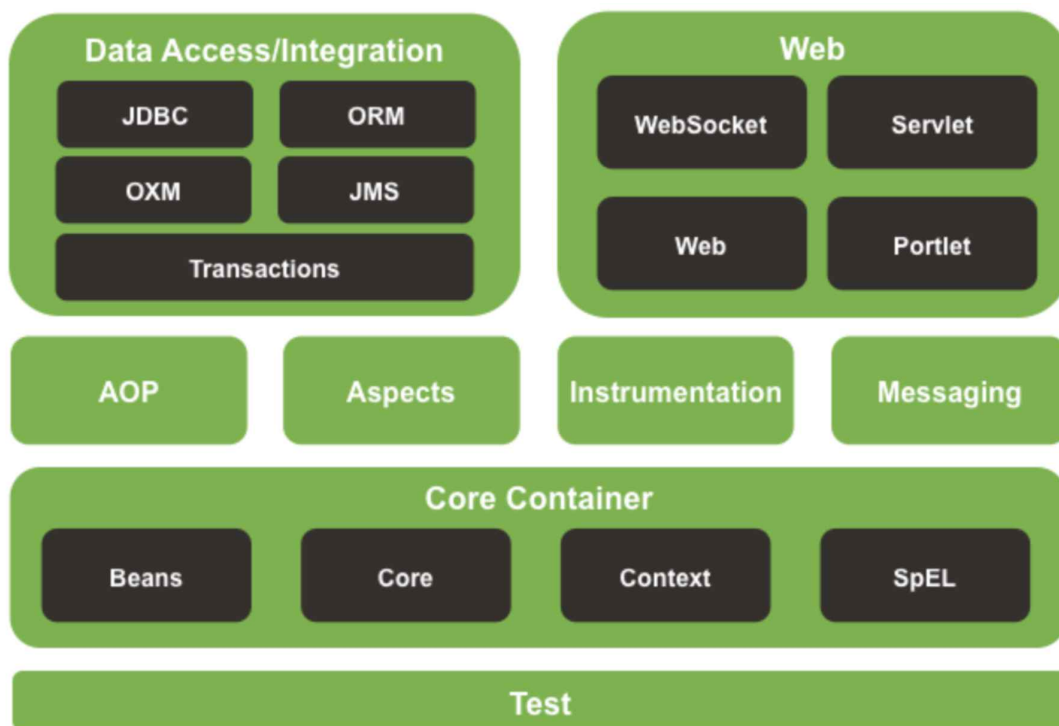 Data Access/Integration
JDBC
ORM
OXM
JMS
Transactions
Web
WebSocket
Servlet
Web
Portlet
AOP
Aspects
Instrumentation
Messaging
Core Container
Beans
Core
Context
SpEL
Test